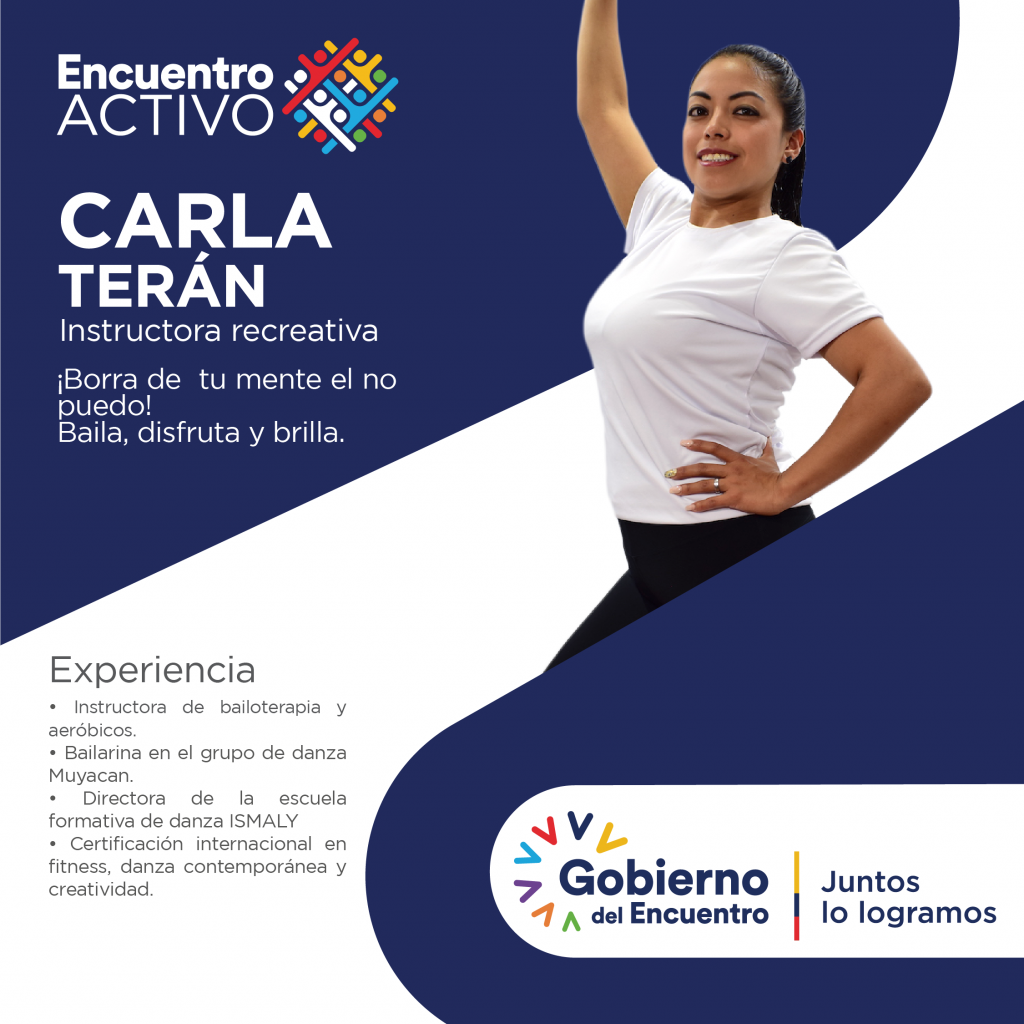 Encuentro
ACTIVO
CARLA
TERÁN
Instructora recreativa
¡Borra de tu mente el no
puedo!
Baila, disfruta y brilla.
Experiencia
• Instructora de bailoterapia y
aeróbicos.
• Bailarina en el grupo de danza
Muyacan.
• Directora de la escuela
formativa de danza ISMALY
• Certificación internacional en
fitness, danza contemporánea y
creatividad.
Gobierno
del Encuentro
Juntos
lo logramos